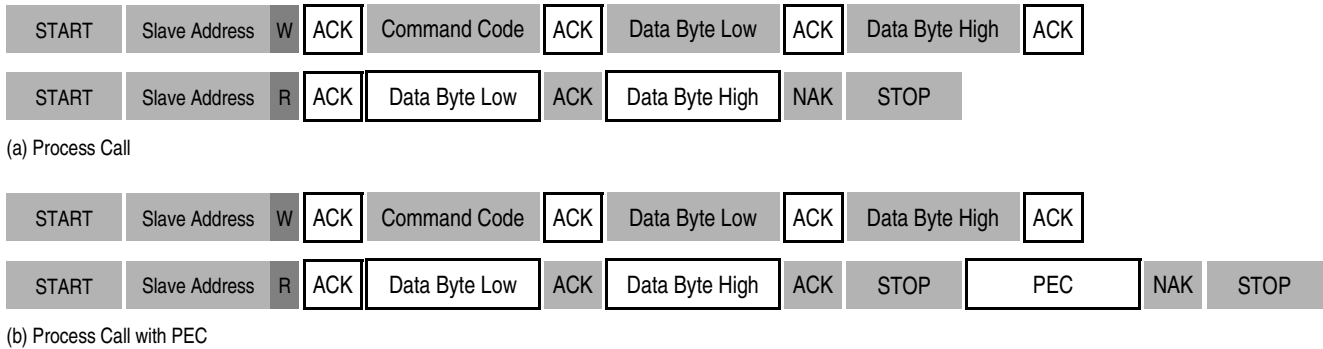 START Slave Address W ACK Command Code ACK Data Byte Low ACK Data Byte High ACK
START Slave Address R ACK Data Byte Low ACK Data Byte High NAK STOP
(a) Process Call
START Slave Address W ACK Command Code ACK Data Byte Low ACK Data Byte High ACK
START Slave Address R ACK Data Byte Low ACK Data Byte High ACK STOP PEC NAK STOP
(b) Process Call with PEC